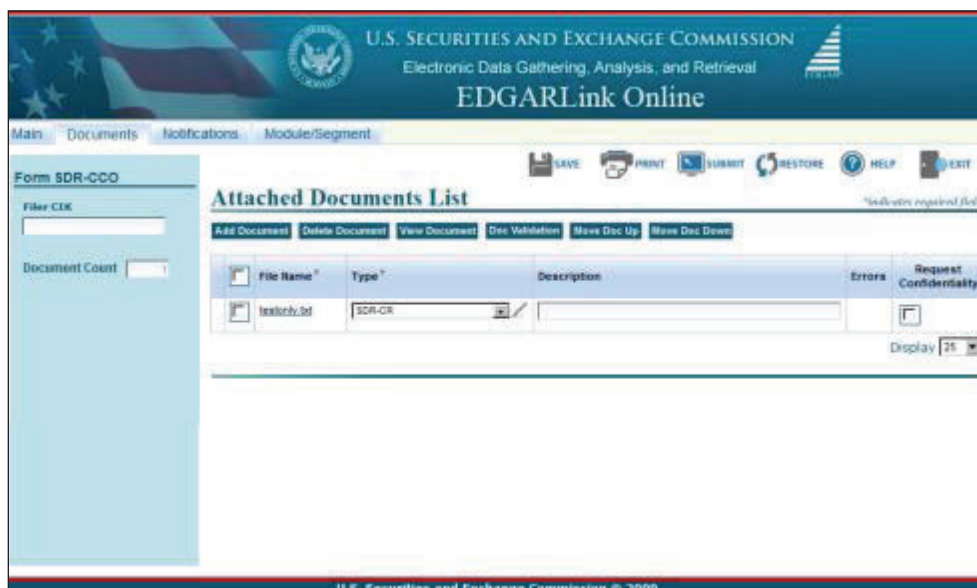 U.S. SECURITIES AND EXCHANGE COMMISSION
Electronic Data Gathering, Analysis, and Retrieval
EDGARLink Online
Main Documents Notifications Module/Segment
SAVE PRINT SUBMIT RESTORE HELP EXIT
Form SDR-CCO
Filer CIK
Document Count 1
Attached Documents List
*indicates required
Add Document Delete Document View Document Doc Validation Move Doc Up Move Doc Down
File Name* Type* Description Errors Request Confidentiality
testonly.txt SDR-CR
Display 25
U.S. Securities and Exchange Commission © 2009